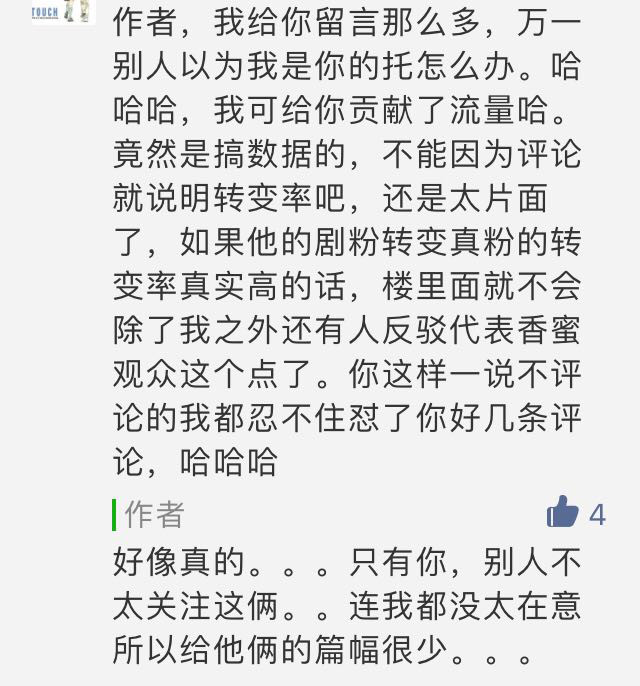 TOUCH
作者，我给你留言那么多，万一
别人以为我是你的托怎么办。哈
哈哈，我可给你贡献了流量哈。
竟然是搞数据的，不能因为评论
就说明转变率吧，还是太片面
了，如果他的剧粉转变真粉的转
变率真实高的话，楼里面就不会
除了我之外还有人反驳代表香蜜
观众这个点了。你这样一说不评
论的我都忍不住怼了你好几条评
论，哈哈哈
作者
4
好像真的。。。只有你，别人不
太关注这俩。。连我都没太在意
所以给他俩的篇幅很少。。。